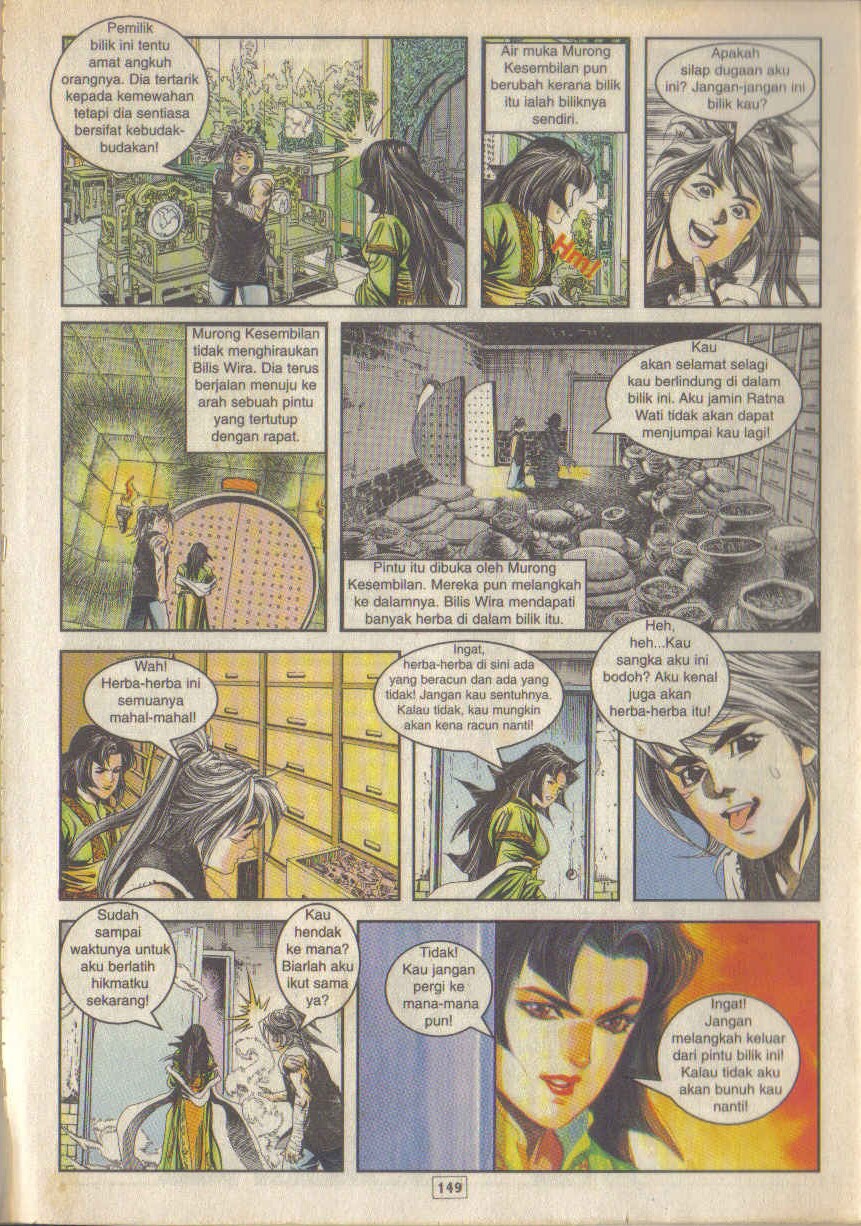 Pemilik
bilik ini tentu
amat angkuh
orangnya. Dia tertarik
kepada kemewahan
tetapi dia sentiasa
bersifat kebudak-
budakan!
Air muka Murong
Kesembilan pun
berubah kerana bilik
itu ialah biliknya
sendiri.
Hm!
Apakah
silap dugaan aku
ini? Jangan-jangan ini
bilik kau?
Murong Kesembilan
tidak menghiraukan
Bilis Wira. Dia terus
berjalan menuju ke
arah sebuah pintu
yang tertutup
dengan rapat.
Kau
akan selamat selagi
kau berlindung di dalam
bilik ini. Aku jamin Ratna
Wati tidak akan dapat
menjumpai kau lagi!
Pintu itu dibuka oleh Murong
Kesembilan. Mereka pun melangkah
ke dalamnya. Bilis Wira mendapati
banyak herba di dalam bilik itu.
Wah!
Herba-herba ini
semuanya
mahal-mahal!
Ingat,
herba-herba di sini ada
yang beracun dan ada yang
tidak! Jangan kau sentuhnya.
Kalau tidak, kau mungkin
akan kena racun nanti!
Heh,
heh...Kau
sangka aku ini
bodoh? Aku kenal
juga akan
herba-herba itu!
Sudah
sampai
waktunya untuk
aku berlatih
hikmatku
sekarang!
Kau
hendak
ke mana?
Biarlah aku
ikut sama
ya?
Tidak!
Kau jangan
pergi ke
mana-mana
pun!
Ingat!
Jangan
melangkah keluar
dari pintu bilik ini!
Kalau tidak aku
akan bunuh kau
nanti!
149